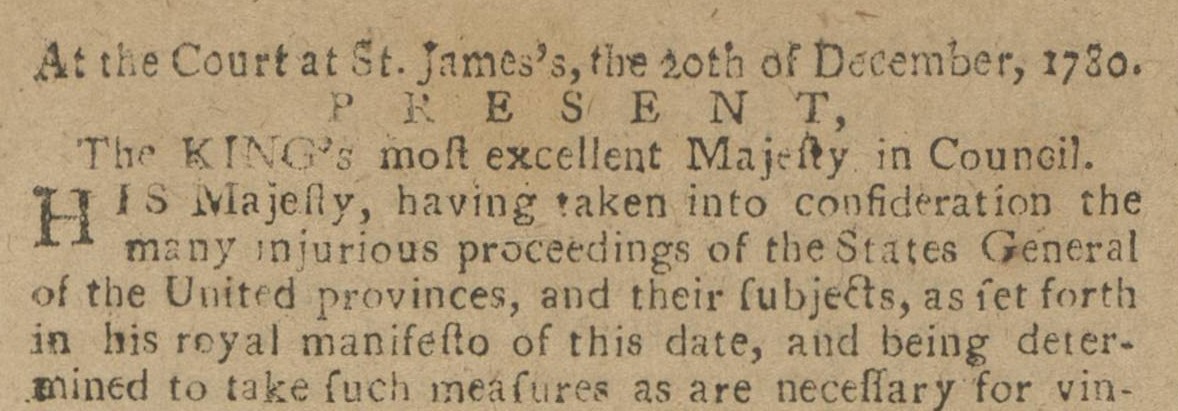 At the Court at St. James's, the 20th of December, 1780.
P R E S E N T,
The KING's moſt excellent Majeſty in Council.
HIS Majeſty, having taken into conſideration the
many injurious proceedings of the States General
of the United provinces, and their ſubjects, as ſet forth
in his royal manifeſto of this date, and being deter-
mined to take ſuch meaſures as are neceſſary for vin-